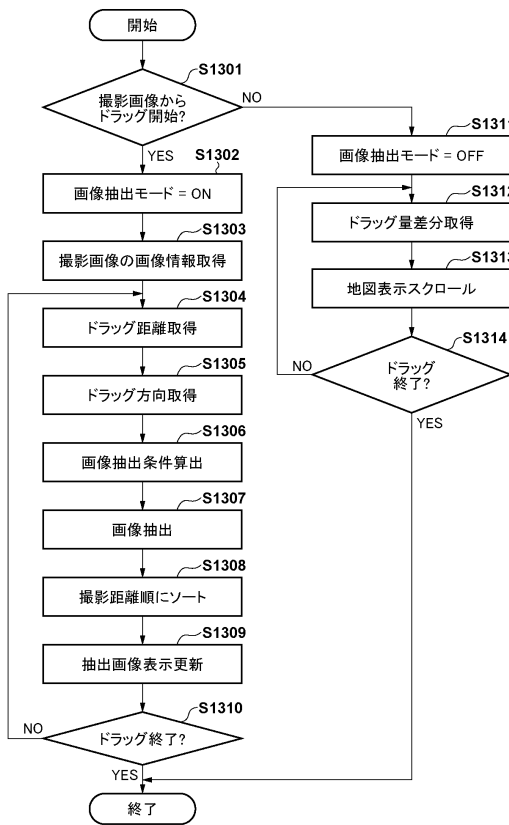 開始
S1301
撮影画像から
ドラッグ開始?
NO
YES
S1302
画像抽出モード = ON
S1303
撮影画像の画像情報取得
S1304
ドラッグ距離取得
S1305
ドラッグ方向取得
S1306
画像抽出条件算出
S1307
画像抽出
S1308
撮影距離順にソート
S1309
抽出画像表示更新
S1310
ドラッグ終了?
NO
YES
終了
S1311
画像抽出モード = OFF
S1312
ドラッグ量差分取得
S1313
地図表示スクロール
S1314
ドラッグ
終了?
NO
YES